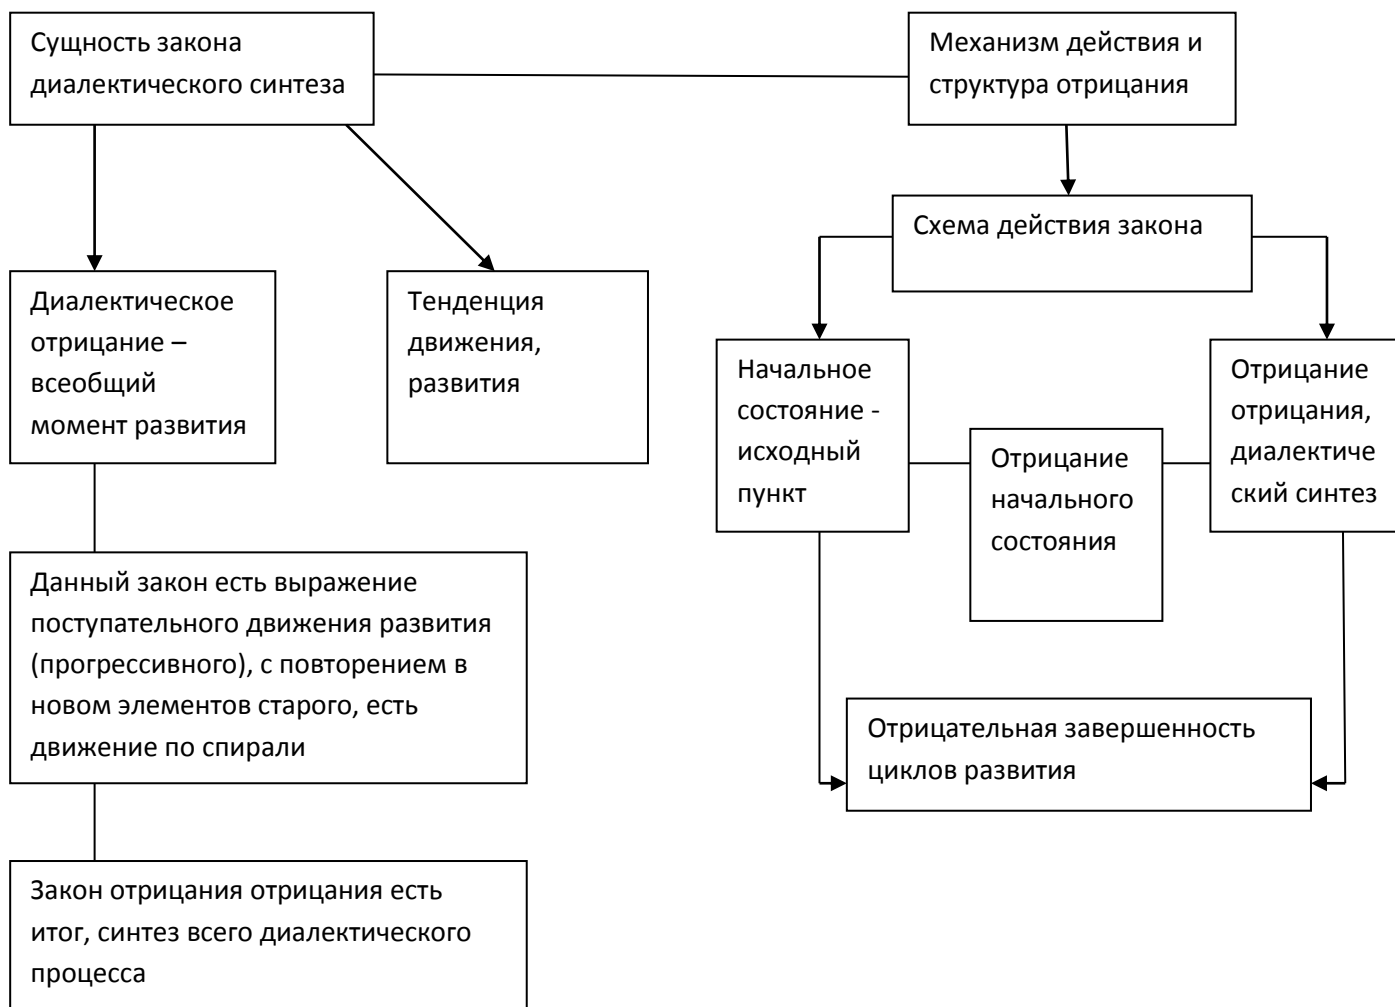 Сущность закона
диалектического синтеза
Механизм действия и
структура отрицания
Схема действия закона
Диалектическое
отрицание –
всеобщий
момент развития
Тенденция
движения,
развития
Начальное
состояние -
исходный
пункт
Отрицание
начального
состояния
Отрицание
отрицания,
диалектиче
ский синтез
Данный закон есть выражение
поступательного движения развити
(прогрессивного), с повторением в
новом элементов старого, есть
движение по спирали
Отрицательная завершенность
циклов развития
Закон отрицания отрицания есть
итог, синтез всего диалектического
процесса